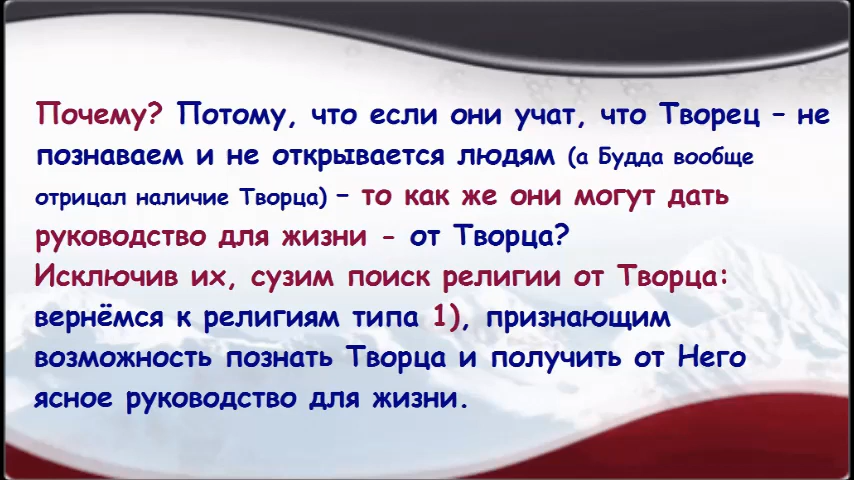 Почему? Потому, что если они учат, что Творец – не
познаваем и не открывается людям (а Будда вообще
отрицал наличие Творца) – то как же они могут дать
руководство для жизни - от Творца?
Исключив их, сузим поиск религии от Творца:
вернёмся к религиям типа 1), признающим
возможность познать Творца и получить от Него
ясное руководство для жизни.